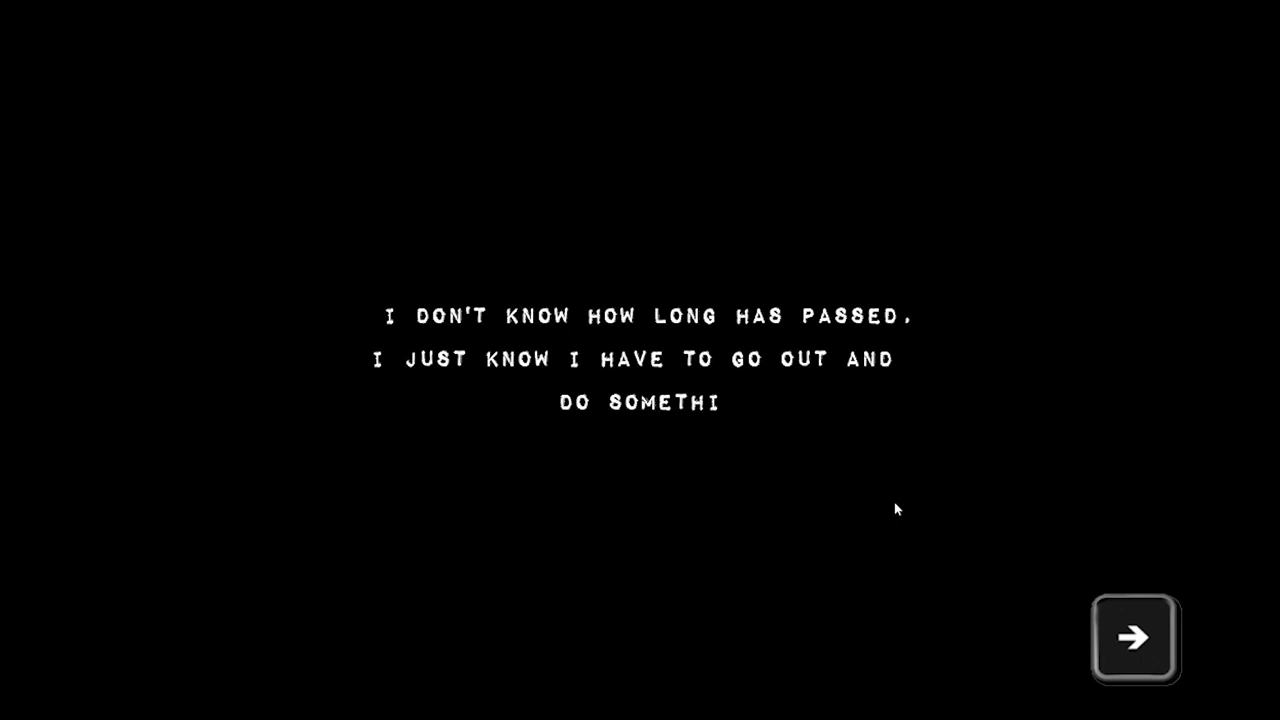 I DON'T KNOW HOW LONG HAS PASSED.
I JUST KNOW I HAVE TO GO OUT AND
DO SOMETHI